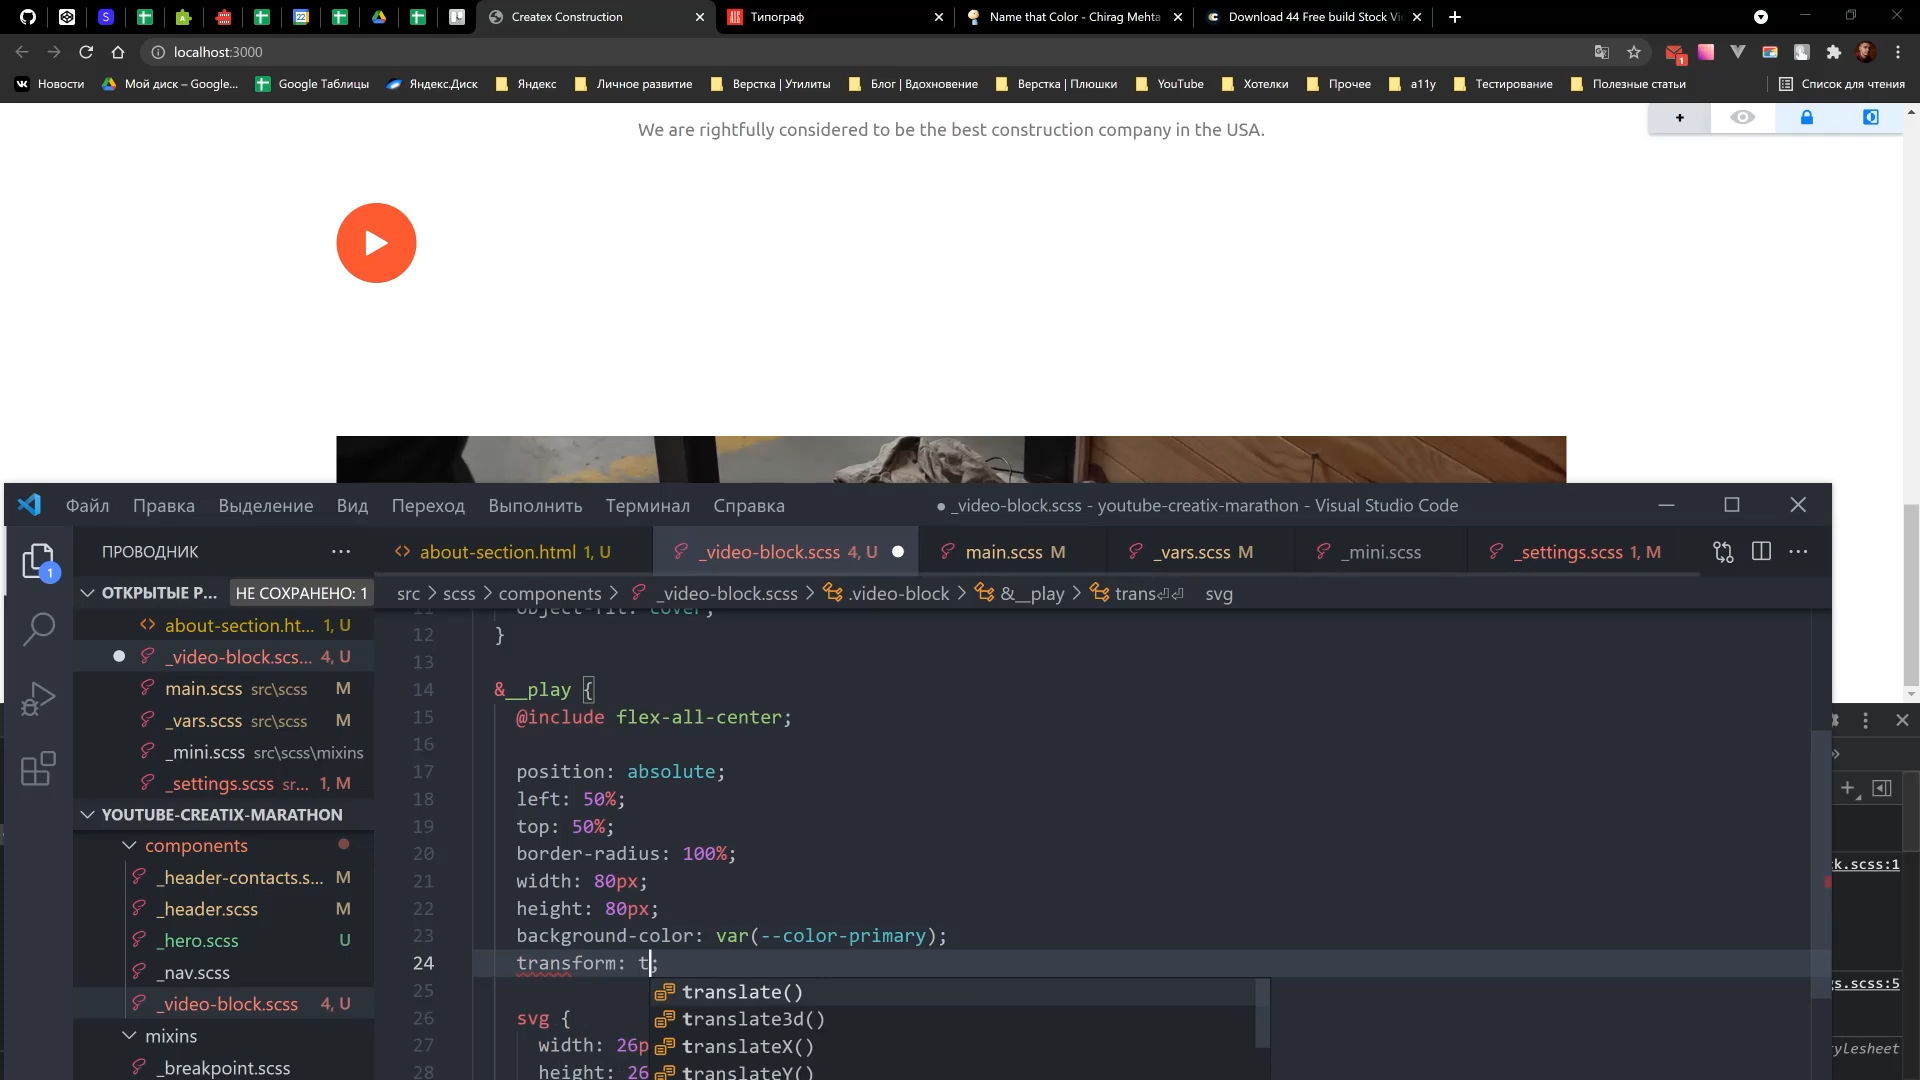 Createx Construction
Типограф
Name that Color - Chirag Mehta
Download 44 Free build Stock Vi
localhost:3000
Новости
Мой диск – Google...
Google Таблицы
Яндекс.Диск
Яндекс
Личное развитие
Верстка | Утилиты
Блог | Вдохновение
Верстка | Плюшки
YouTube
Хотелки
Прочее
a11y
Тестирование
Полезные статьи
Список для чтения
We are rightfully considered to be the best construction company in the USA.
Файл Правка Выделение Вид Переход Выполнить Терминал Справка
● _video-block.scss - youtube-creatix-marathon - Visual Studio Code
ПРОВОДНИК
about-section.html 1, U
_video-block.scss 4, U
main.scss M
_vars.scss M
_mini.scss
_settings.scss 1, M
ОТКРЫТЫЕ Р... НЕ СОХРАНЕНО: 1
src > scss > components > _video-block.scss > .video-block > &__play > trans⏎⏎ svg
about-section.ht... 1, U
_video-block.scs... 4, U
main.scss src\scss M
_vars.scss src\scss M
_mini.scss src\scss\mixins
_settings.scss sr... 1, M
YOUTUBE-CREATIX-MARATHON
components
_header-contacts.s... M
_header.scss M
_hero.scss U
_nav.scss
_video-block.scss 4, U
mixins
_breakpoint.scss
11 object-fit: cover;
12 }
13
14 &__play {
15 @include flex-all-center;
16
17 position: absolute;
18 left: 50%;
19 top: 50%;
20 border-radius: 100%;
21 width: 80px;
22 height: 80px;
23 background-color: var(--color-primary);
24 transform: t;
25
26 svg {
27 width: 26p
28 height: 26
translate()
translate3d()
translateX()
translateY()
k.scss:1
gs.scss:5
ylesheet